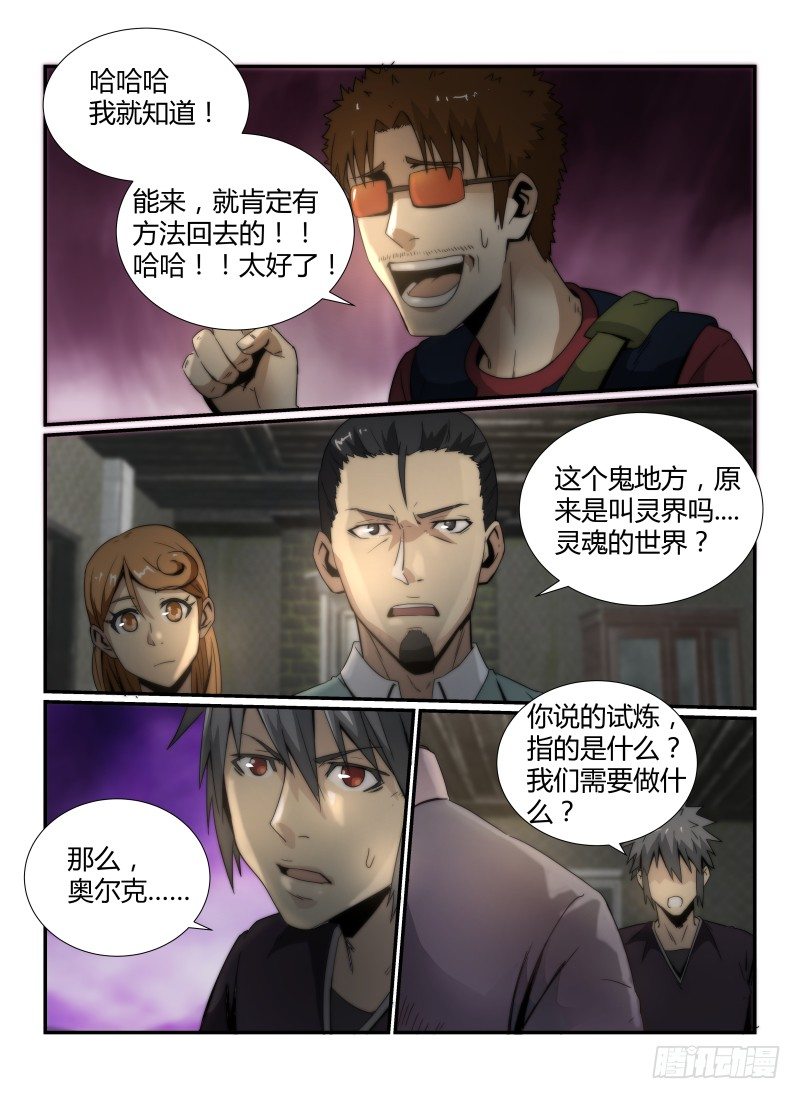 哈哈哈
我就知道！
能来，就肯定有
方法回去的！！
哈哈！！太好了！
这个鬼地方，原
来是叫灵界吗....
灵魂的世界？
那么，
奥尔克……
你说的试炼，
指的是什么？
我们需要做什
么？
腾讯动漫